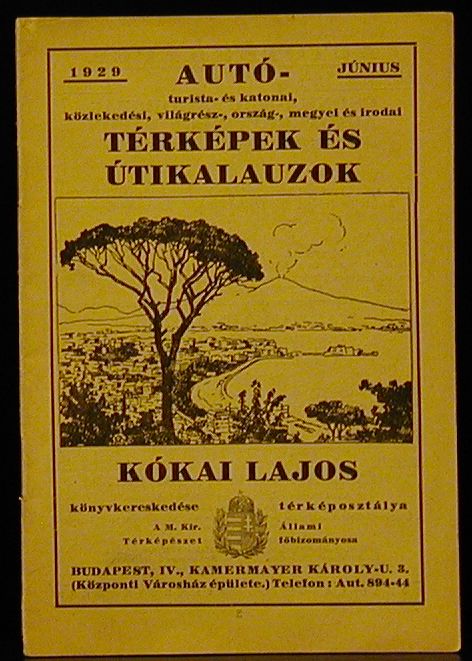 1929 AUTÓ- JÚNIUS
turista- és katonai,
közlekedési, világrész-, ország-, megyei és irodai
TÉRKÉPEK ÉS
ÚTIKALAUZOK
KÓKAI LAJOS
könyvkereskedése térképosztálya
A M. Kir. Állami
Térképészet főbizományosa
BUDAPEST, IV., KAMERMAYER KÁROLY-U. 3.
(Központi Városház épülete.) Telefon: Aut. 894-44